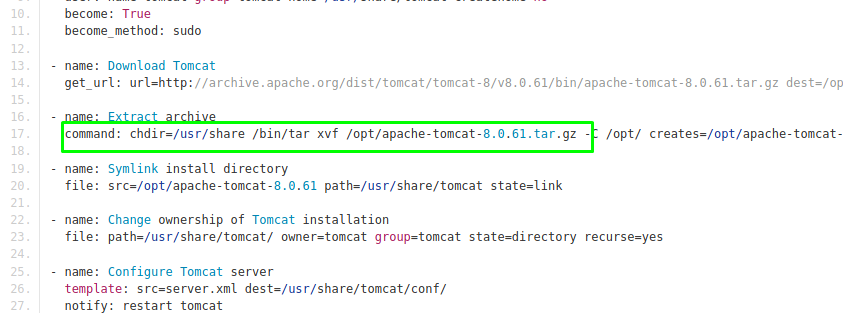 10. become: True
11. become_method: sudo
12.
13. - name: Download Tomcat
14. get_url: url=http://archive.apache.org/dist/tomcat/tomcat-8/v8.0.61/bin/apache-tomcat-8.0.61.tar.gz dest=/op
15.
16. - name: Extract archive
17. command: chdir=/usr/share /bin/tar xvf /opt/apache-tomcat-8.0.61.tar.gz -C /opt/ creates=/opt/apache-tomcat-
18.
19. - name: Symlink install directory
20. file: src=/opt/apache-tomcat-8.0.61 path=/usr/share/tomcat state=link
21.
22. - name: Change ownership of Tomcat installation
23. file: path=/usr/share/tomcat/ owner=tomcat group=tomcat state=directory recurse=yes
24.
25. - name: Configure Tomcat server
26. template: src=server.xml dest=/usr/share/tomcat/conf/
27. notify: restart tomcat